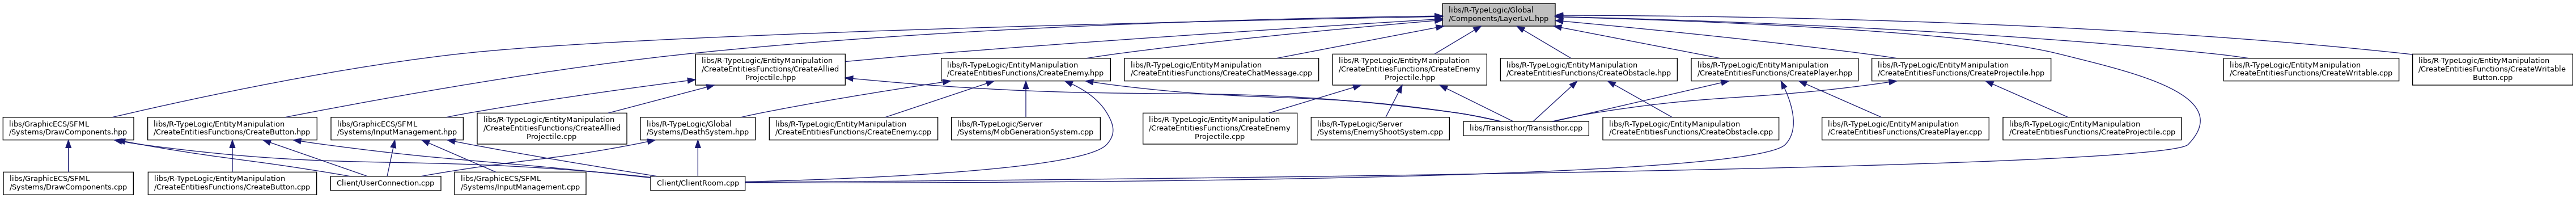 libs/R-TypeLogic/Global
/Components/LayerLvL.hpp
libs/R-TypeLogic/EntityManipulation
/CreateEntitiesFunctions/CreateAllied
Projectile.hpp
libs/R-TypeLogic/EntityManipulation
/CreateEntitiesFunctions/CreateEnemy.hpp
libs/R-TypeLogic/EntityManipulation
/CreateEntitiesFunctions/CreateChatMessage.cpp
libs/R-TypeLogic/EntityManipulation
/CreateEntitiesFunctions/CreateEnemy
Projectile.hpp
libs/R-TypeLogic/EntityManipulation
/CreateEntitiesFunctions/CreateObstacle.hpp
libs/R-TypeLogic/EntityManipulation
/CreateEntitiesFunctions/CreatePlayer.hpp
libs/R-TypeLogic/EntityManipulation
/CreateEntitiesFunctions/CreateProjectile.hpp
libs/R-TypeLogic/EntityManipulation
/CreateEntitiesFunctions/CreateWritable.cpp
libs/R-TypeLogic/EntityManipulation
/CreateEntitiesFunctions/CreateWritable
Button.cpp
libs/GraphicECS/SFML
/Systems/DrawComponents.hpp
libs/R-TypeLogic/EntityManipulation
/CreateEntitiesFunctions/CreateButton.hpp
libs/GraphicECS/SFML
/Systems/InputManagement.hpp
libs/R-TypeLogic/EntityManipulation
/CreateEntitiesFunctions/CreateAllied
Projectile.cpp
libs/R-TypeLogic/Global
/Systems/DeathSystem.hpp
libs/R-TypeLogic/EntityManipulation
/CreateEntitiesFunctions/CreateEnemy.cpp
libs/R-TypeLogic/Server
/Systems/MobGenerationSystem.cpp
libs/R-TypeLogic/EntityManipulation
/CreateEntitiesFunctions/CreateEnemy
Projectile.cpp
libs/R-TypeLogic/Server
/Systems/EnemyShootSystem.cpp
libs/Transisthor/Transisthor.cpp
libs/R-TypeLogic/EntityManipulation
/CreateEntitiesFunctions/CreateObstacle.cpp
libs/R-TypeLogic/EntityManipulation
/CreateEntitiesFunctions/CreatePlayer.cpp
libs/R-TypeLogic/EntityManipulation
/CreateEntitiesFunctions/CreateProjectile.cpp
libs/GraphicECS/SFML
/Systems/DrawComponents.cpp
libs/R-TypeLogic/EntityManipulation
/CreateEntitiesFunctions/CreateButton.cpp
Client/UserConnection.cpp
libs/GraphicECS/SFML
/Systems/InputManagement.cpp
Client/ClientRoom.cpp